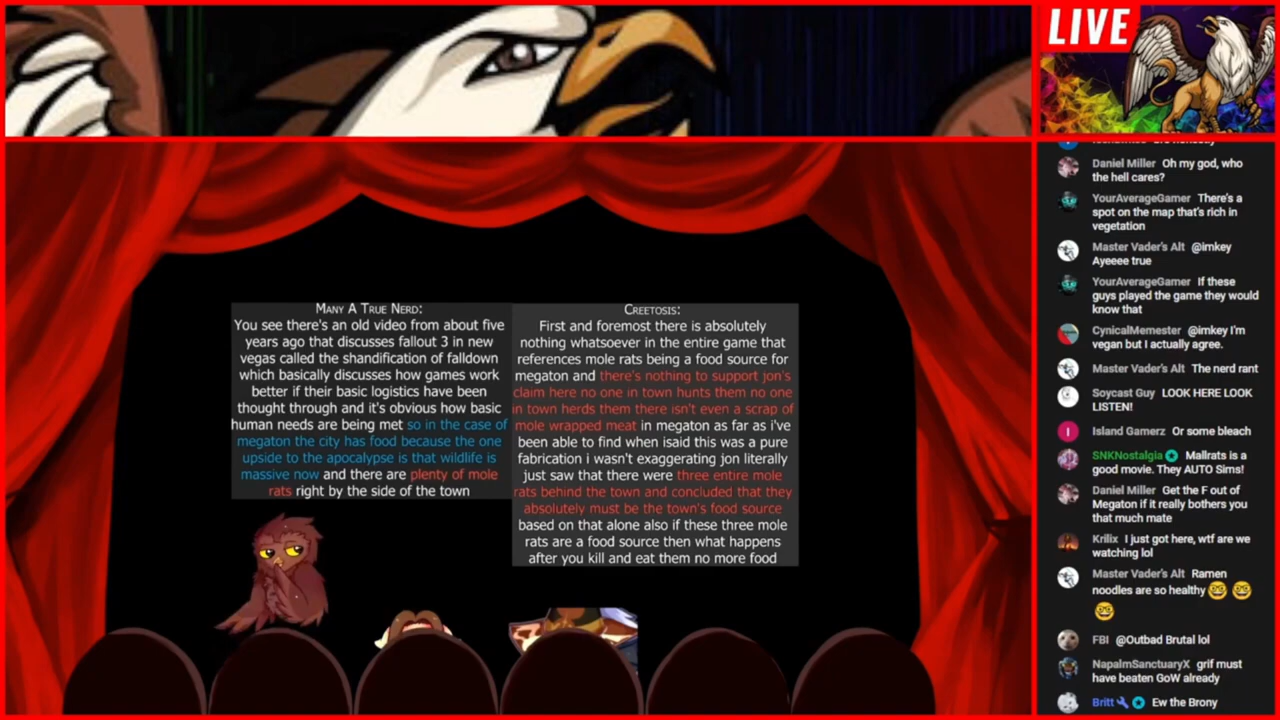 LIVE
MANY A TRUE NERD:
You see there's an old video from about five
years ago that discusses fallout 3 in new
vegas called the shandification of falldown
which basically discusses how games work
better if their basic logistics have been
thought through and it's obvious how basic
human needs are being met so in the case of
megaton the city has food because the one
upside to the apocalypse is that wildlife is
massive now and there are plenty of mole
rats right by the side of the town
CREETOSIS:
First and foremost there is absolutely
nothing whatsoever in the entire game that
references mole rats being a food source for
megaton and there's nothing to support jon's
claim here no one in town hunts them no one
in town herds them there isn't even a scrap of
mole wrapped meat in megaton as far as i've
been able to find when isaid this was a pure
fabrication i wasn't exaggerating jon literally
just saw that there were three entire mole
rats behind the town and concluded that they
absolutely must be the town's food source
based on that alone also if these three mole
rats are a food source then what happens
after you kill and eat them no more food
Daniel Miller Oh my god, who
the hell cares?
YourAverageGamer There's a
spot on the map that's rich in
vegetation
Master Vader's Alt @imkey
Ayeeee true
YourAverageGamer If these
guys played the game they would
know that
CynicalMemester @imkey I'm
vegan but I actually agree.
Master Vader's Alt The nerd rant
Soycast Guy LOOK HERE LOOK
LISTEN!
I
Island Gamerz Or some bleach
SNKNostalgia Mallrats is a
good movie. They AUTO Sims!
Daniel Miller Get the F out of
Megaton if it really bothers you
that much mate
Krilix I just got here, wtf are we
watching lol
Master Vader's Alt Ramen
noodles are so healthy 🤓 🤓
🤓
FBI @Outbad Brutal lol
NapalmSanctuaryX grif must
have beaten GoW already
Britt Ew the Brony